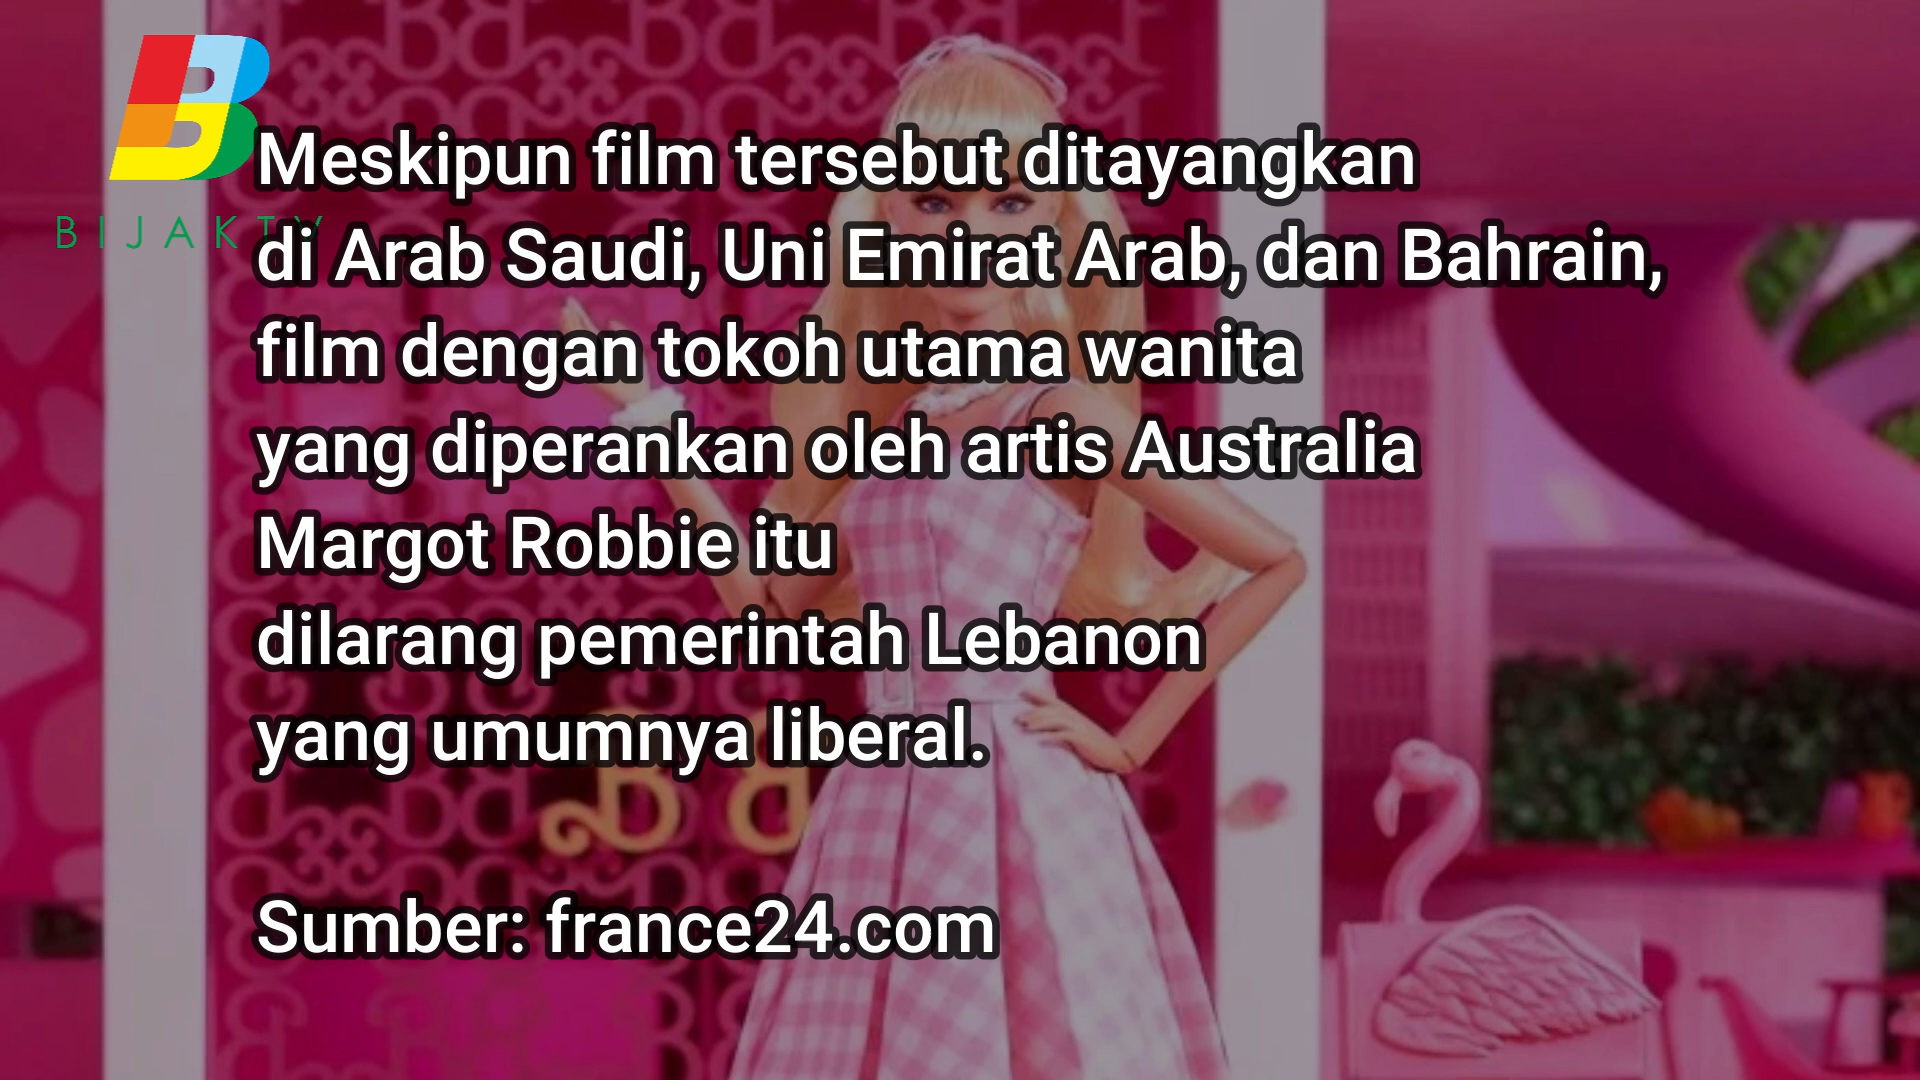 BIJAKTV
Meskipun film tersebut ditayangkan
di Arab Saudi, Uni Emirat Arab, dan Bahrain,
film dengan tokoh utama wanita
yang diperankan oleh artis Australia
Margot Robbie itu
dilarang pemerintah Lebanon
yang umumnya liberal.
Sumber: france24.com